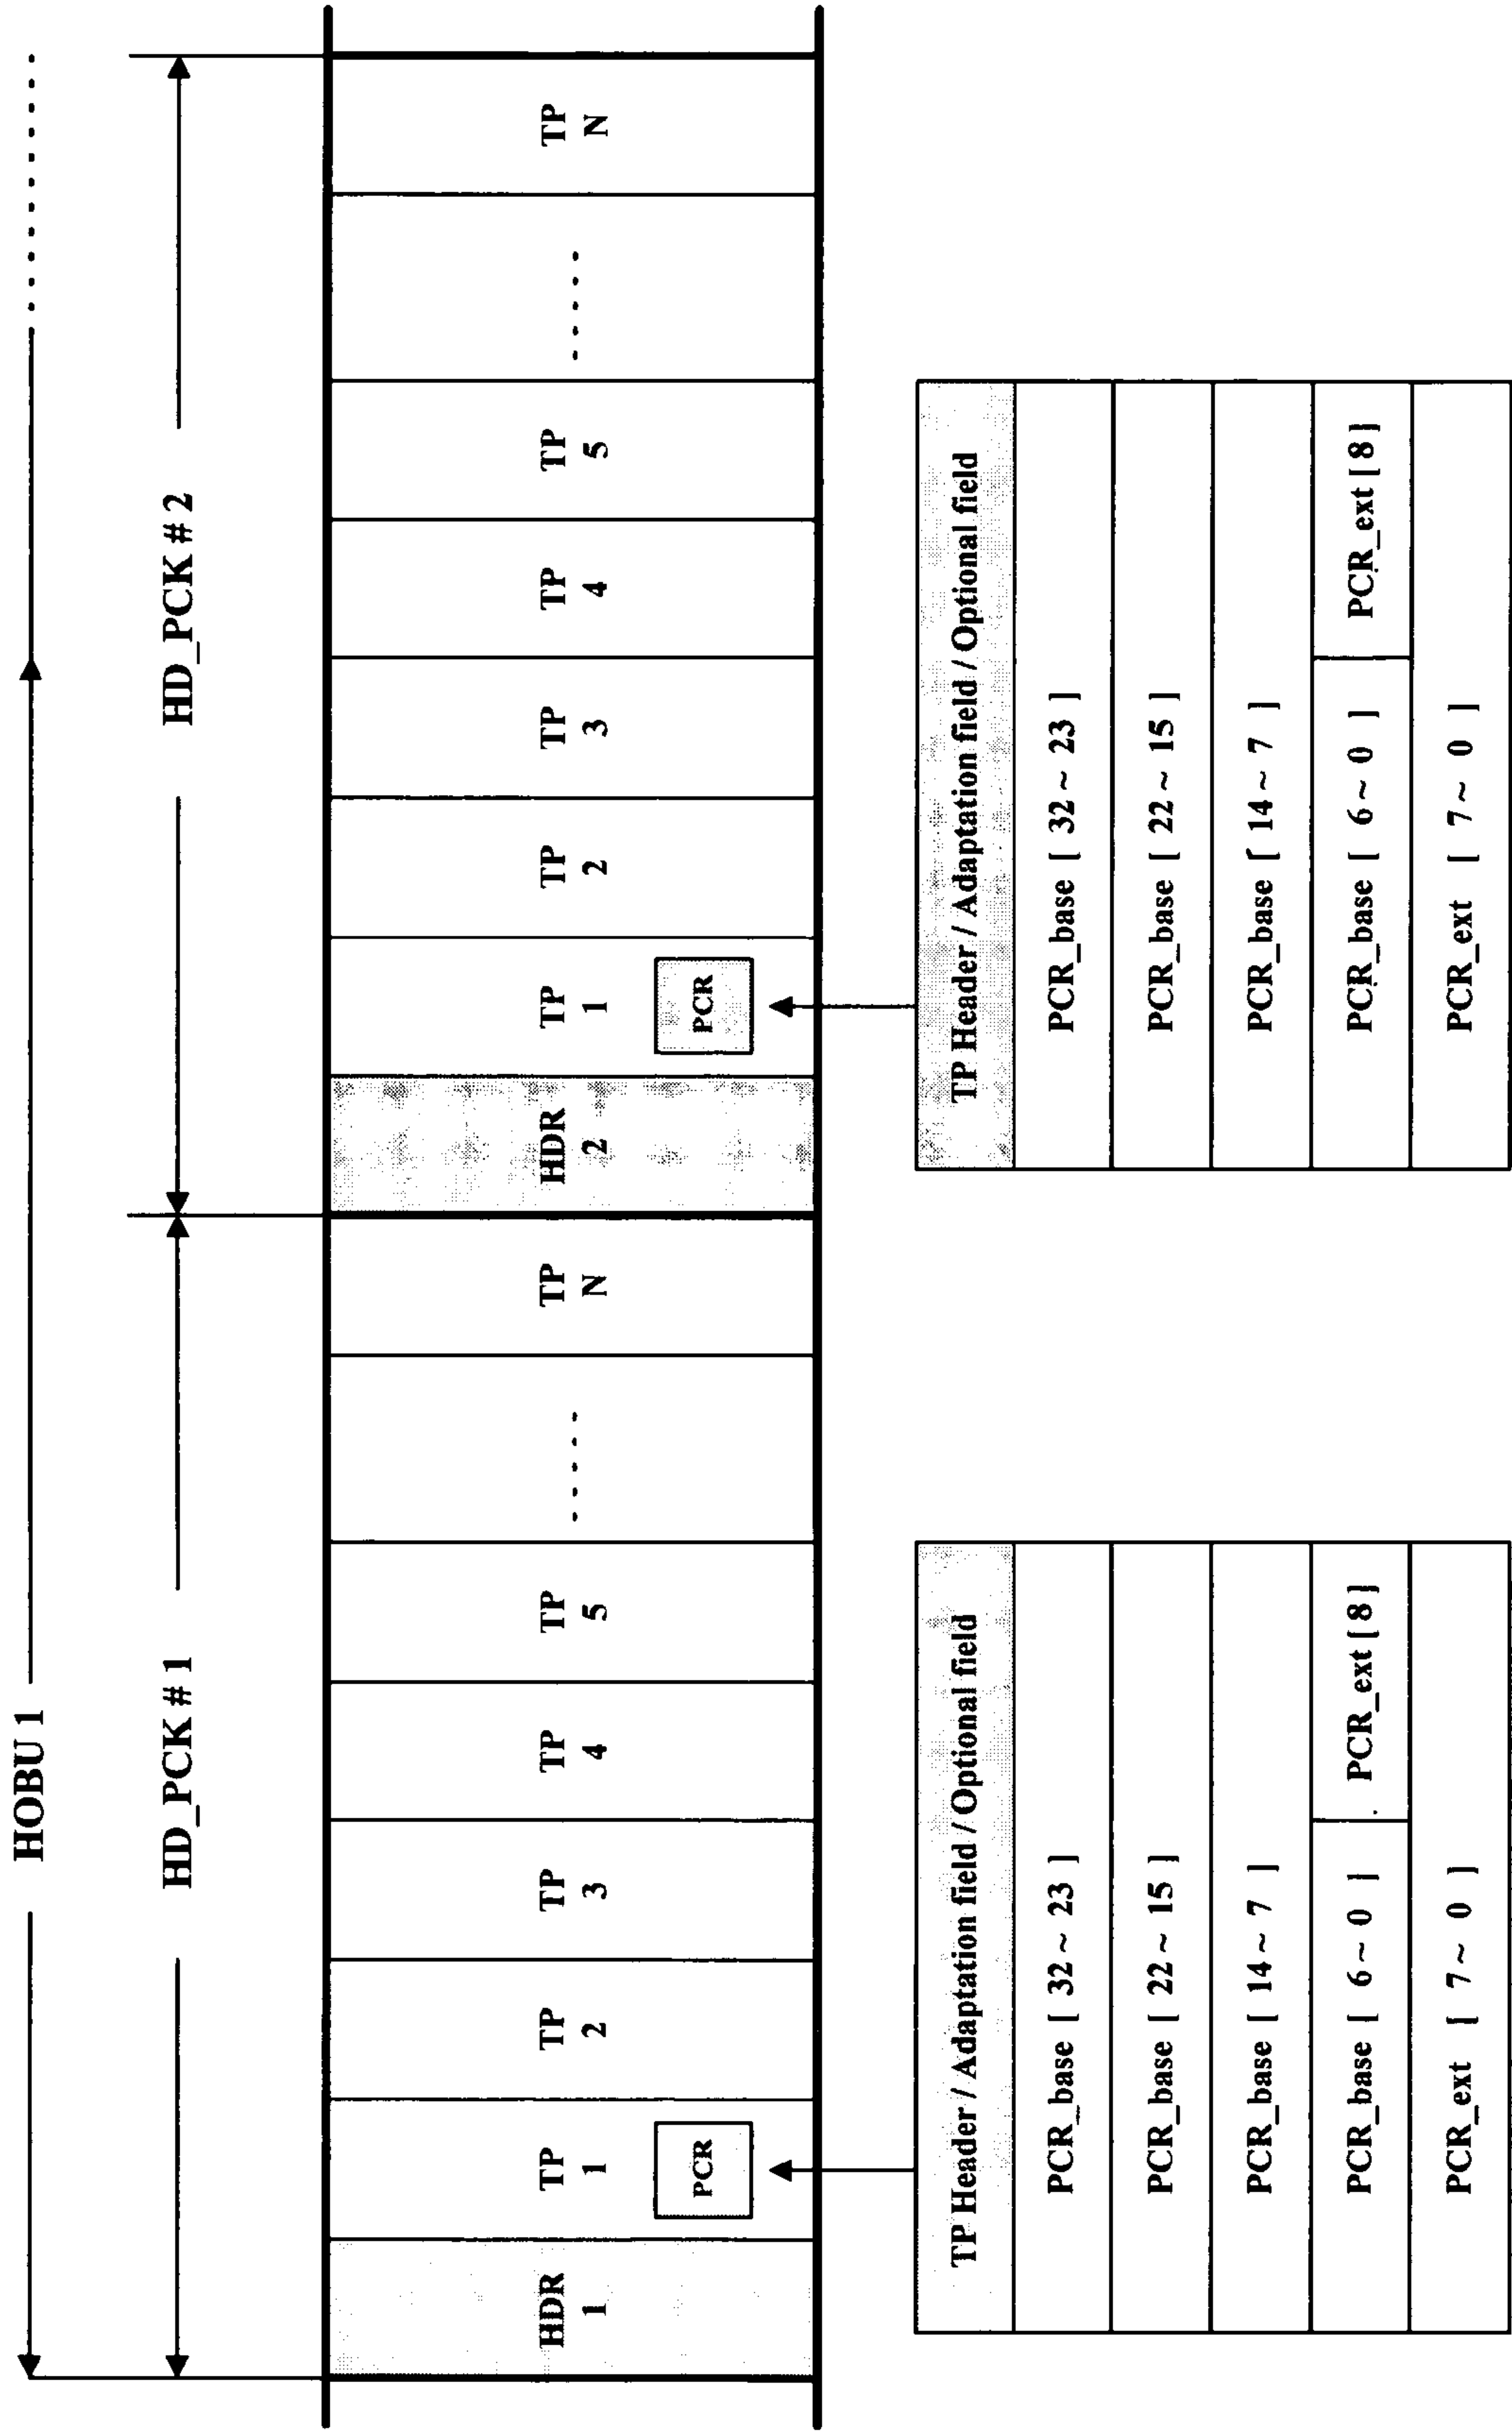 HOBU 1
HD_PCK # 1
HD_PCK # 2
HDR 1
TP 1
PCR
TP 2
TP 3
TP 4
TP 5
.....
TP N
HDR 2
TP 1
PCR
TP 2
TP 3
TP 4
TP 5
.....
TP N
TP Header / Adaptation field / Optional field
PCR_base [ 32 ~ 23 ]
PCR_base [ 22 ~ 15 ]
PCR_base [ 14 ~ 7 ]
PCR_base [ 6 ~ 0 ] PCR_ext [ 8 ]
PCR_ext [ 7 ~ 0 ]
TP Header / Adaptation field / Optional field
PCR_base [ 32 ~ 23 ]
PCR_base [ 22 ~ 15 ]
PCR_base [ 14 ~ 7 ]
PCR_base [ 6 ~ 0 ] PCR_ext [ 8 ]
PCR_ext [ 7 ~ 0 ]